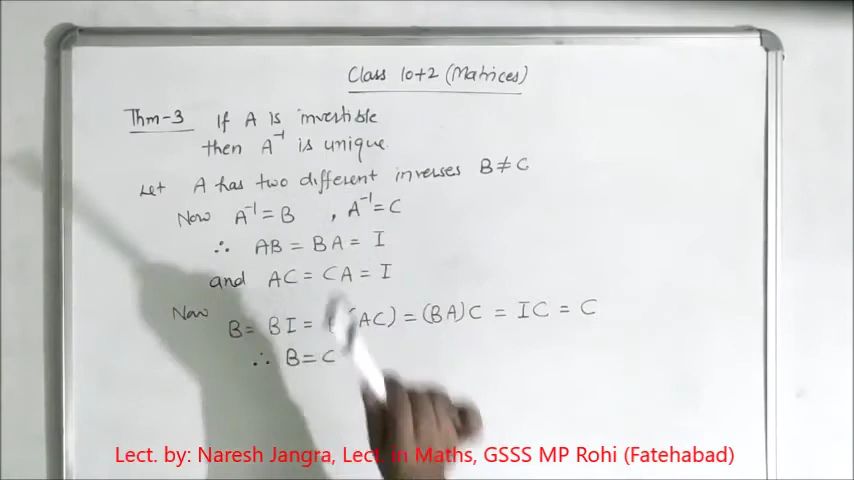 Class 10+2 (Matrices)
Thm-3 If A is invertible
then A⁻¹ is unique.
Let A has two different inverses B ≠ C
Now A⁻¹ = B , A⁻¹ = C
∴ AB = BA = I
and AC = CA = I
Now B = BI = (AC) = (BA)C = IC = C
∴ B = C
Lect. by: Naresh Jangra, Lect. in Maths, GSSS MP Rohi (Fatehabad)